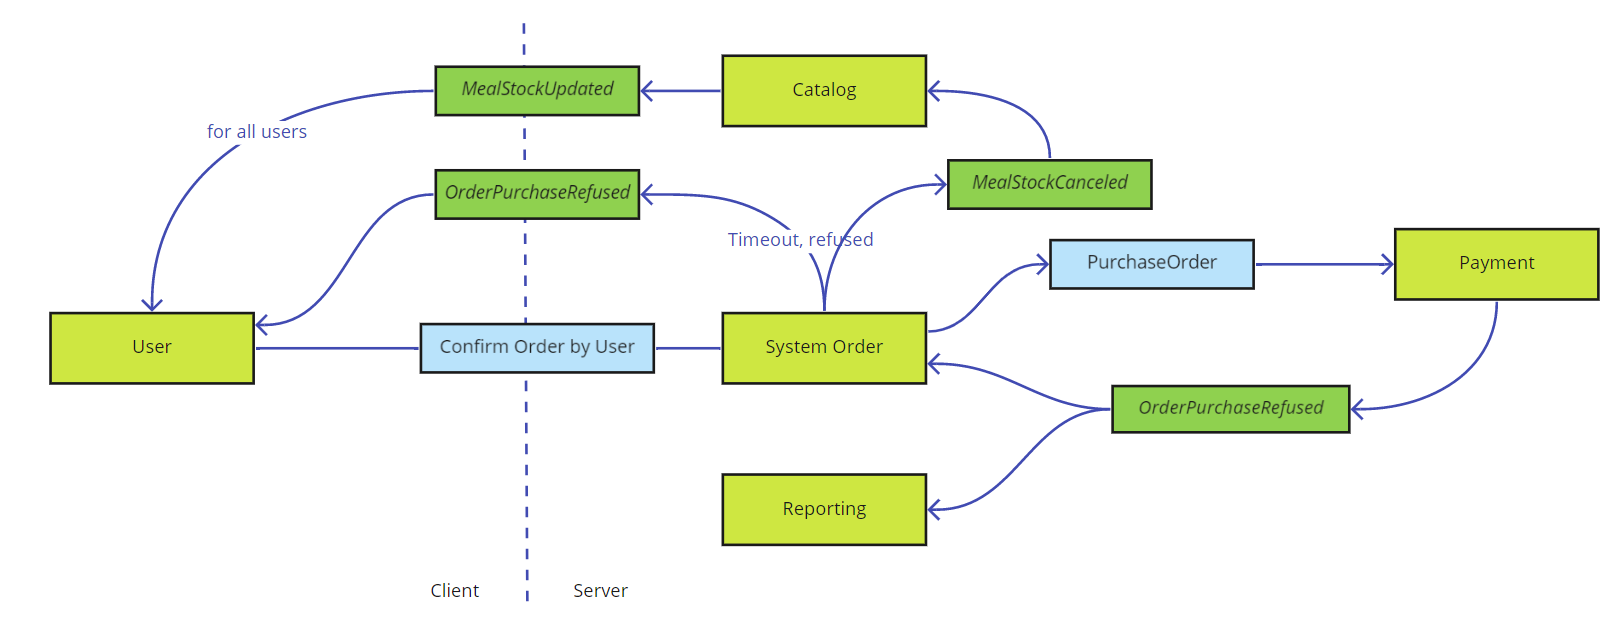 MealStockUpdated
Catalog
for all users
OrderPurchaseRefused
MealStockCanceled
Timeout, refused
PurchaseOrder
Payment
User
Confirm Order by User
System Order
OrderPurchaseRefused
Reporting
Client
Server